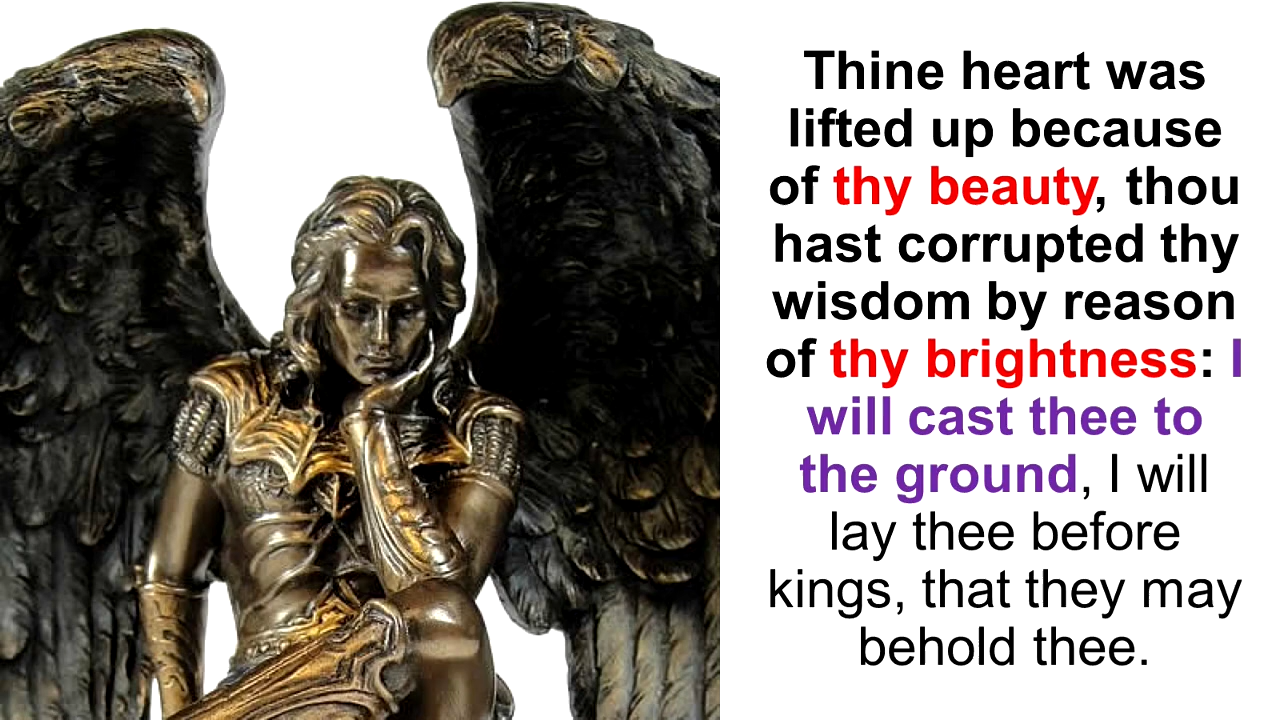 Thine heart was
lifted up because
of thy beauty, thou
hast corrupted thy
wisdom by reason
of thy brightness: I
will cast thee to
the ground, I will
lay thee before
kings, that they may
behold thee.